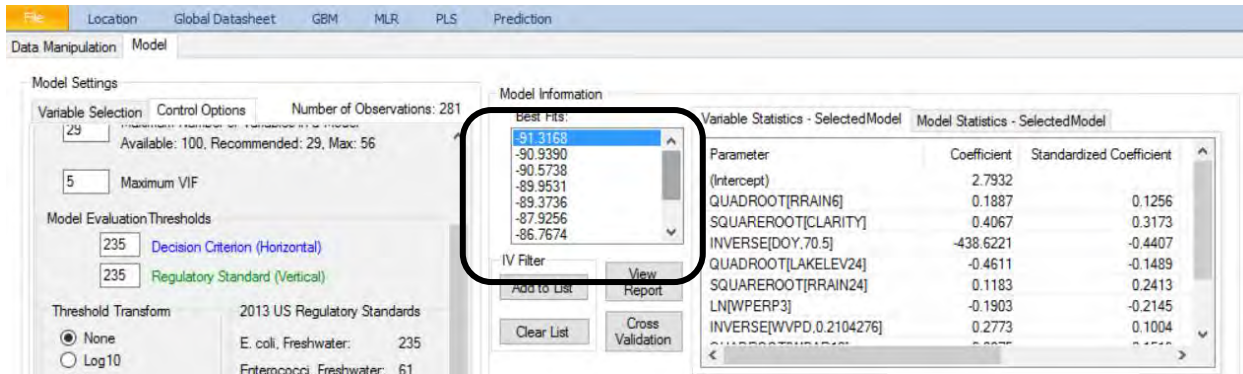 File Location Global Datasheet GBM MLR PLS Prediction
Data Manipulation Model
Model Settings
Variable Selection Control Options Number of Observations: 281
29 Maximum Number of Variables in a Model
Available: 100, Recommended: 29, Max: 56
5 Maximum VIF
Model Evaluation Thresholds
235 Decision Criterion (Horizontal)
235 Regulatory Standard (Vertical)
Threshold Transform
None
Log10
2013 US Regulatory Standards
E. coli, Freshwater: 235
Enterococci, Freshwater: 61
Model Information
Best Fits:
-91.3168
-90.9390
-90.5738
-89.9531
-89.3736
-87.9256
-86.7674
IV Filter
Add to List
Clear List
View
Report
Cross
Validation
Variable Statistics - SelectedModel Model Statistics - SelectedModel
Parameter Coefficient Standardized Coefficient
(Intercept) 2.7932
QUADROOT[RRAIN6] 0.1887 0.1256
SQUAREROOT[CLARITY] 0.4067 0.3173
INVERSE[DOY,70.5] -438.6221 -0.4407
QUADROOT[LAKELEV24] -0.4611 -0.1489
SQUAREROOT[RRAIN24] 0.1183 0.2413
LN[WPERP3] -0.1903 -0.2145
INVERSE[WVPD,0.2104276] 0.2773 0.1004